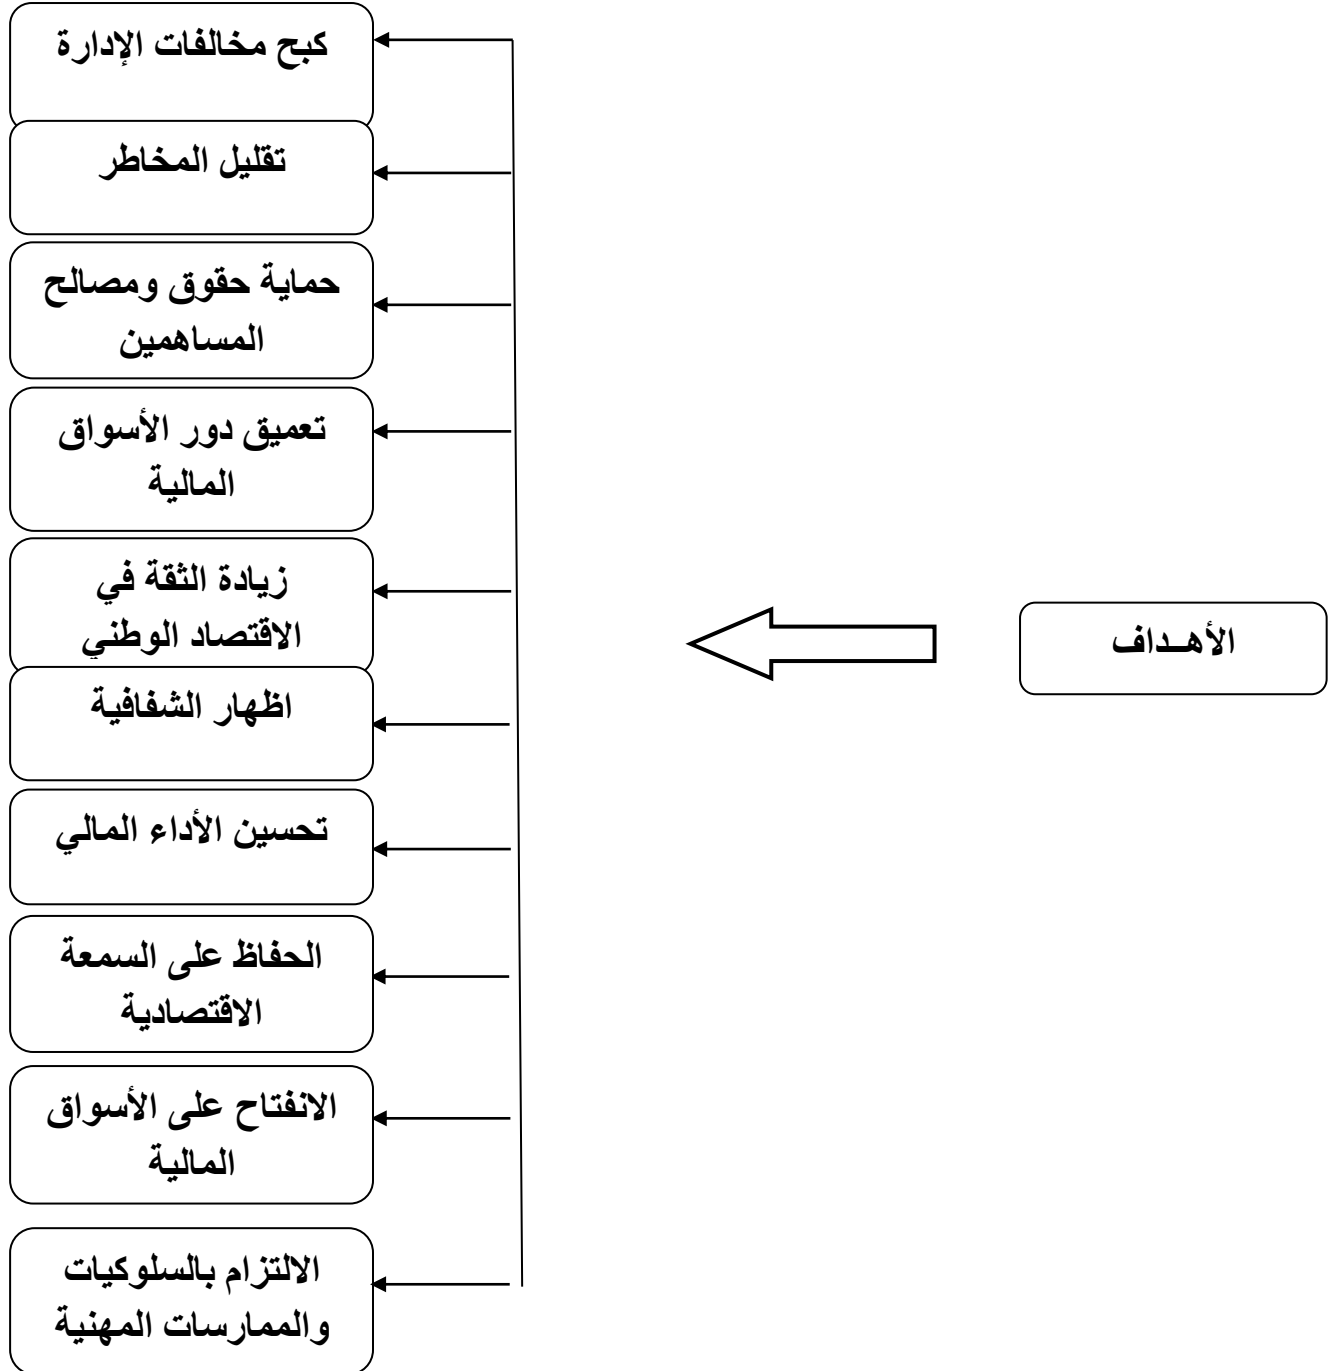 الأهـداف
كبح مخالفات الإدارة
تقليل المخاطر
حماية حقوق ومصالح
المساهمين
تعميق دور الأسواق
المالية
زيادة الثقة في
الاقتصاد الوطني
اظهار الشفافية
تحسين الأداء المالي
الحفاظ على السمعة
الاقتصادية
الانفتاح على الأسواق
المالية
الالتزام بالسلوكيات
والممارسات المهنية